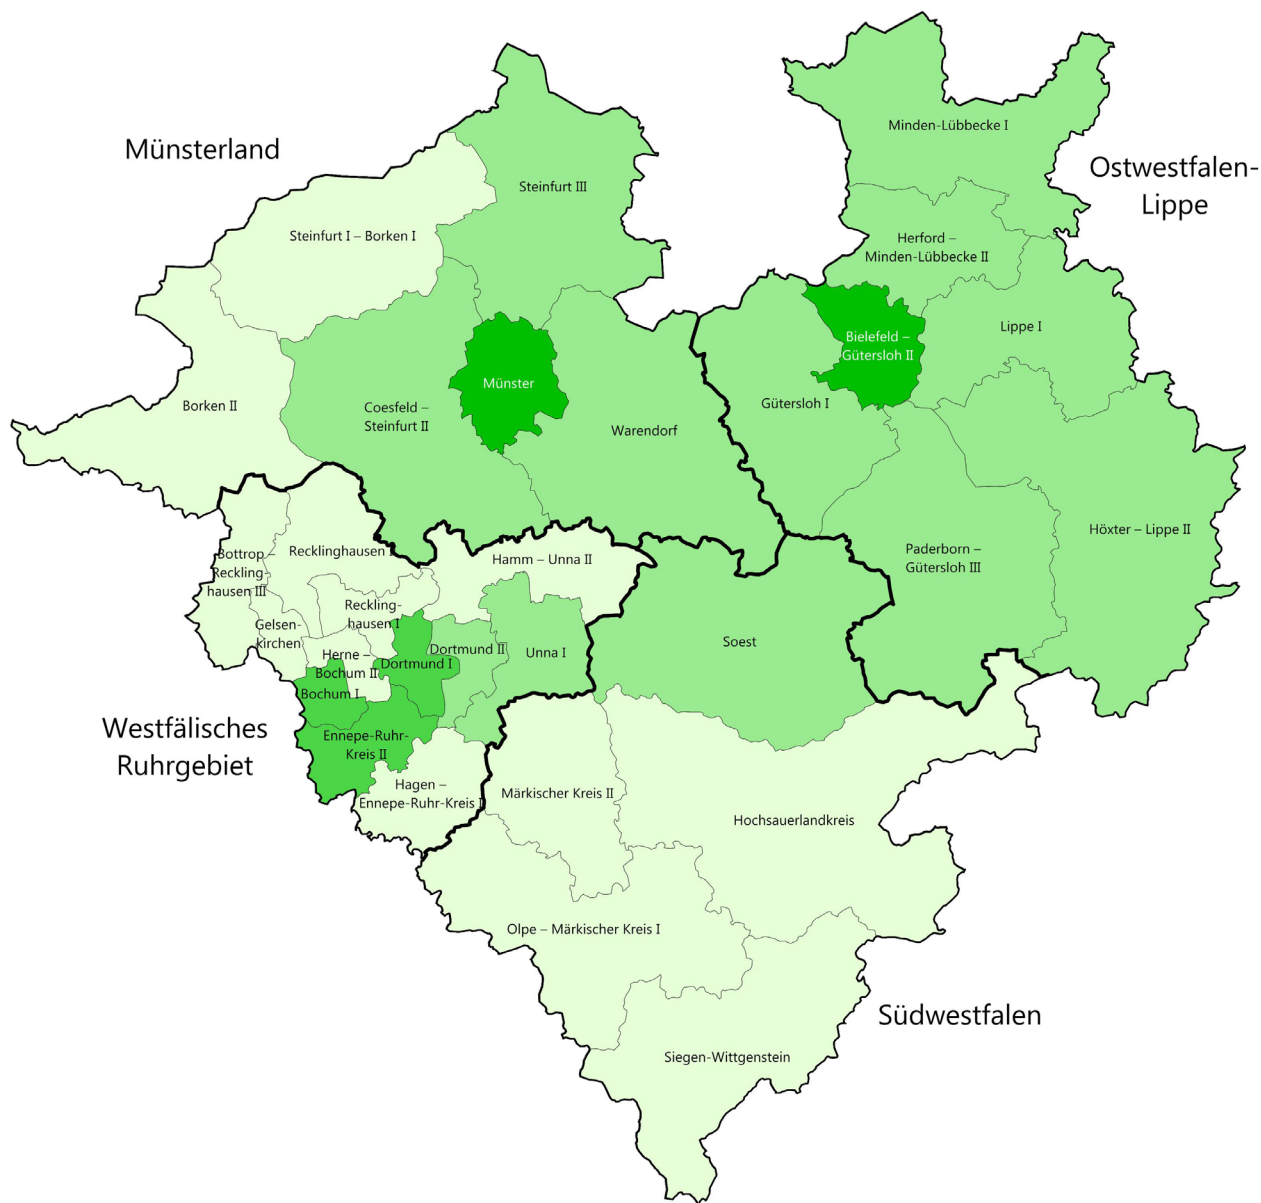 Münsterland
Ostwestfalen-
Lippe
Minden-Lübbecke I
Steinfurt III
Steinfurt I – Borken I
Herford –
Minden-Lübbecke II
Lippe I
Bielefeld –
Gütersloh II
Münster
Gütersloh I
Borken II
Coesfeld –
Steinfurt II
Warendorf
Höxter – Lippe II
Paderborn –
Gütersloh III
Bottrop –
Reckling-
hausen III
Recklinghausen
Hamm – Unna II
Reckling-
hausen I
Gelsen-
kirchen
Herne –
Bochum II
Dortmund I
Dortmund II
Unna I
Soest
Bochum I
Westfälisches
Ruhrgebiet
Ennepe-Ruhr-
Kreis II
Hagen –
Ennepe-Ruhr-Kreis I
Märkischer Kreis II
Hochsauerlandkreis
Olpe – Märkischer Kreis I
Südwestfalen
Siegen-Wittgenstein